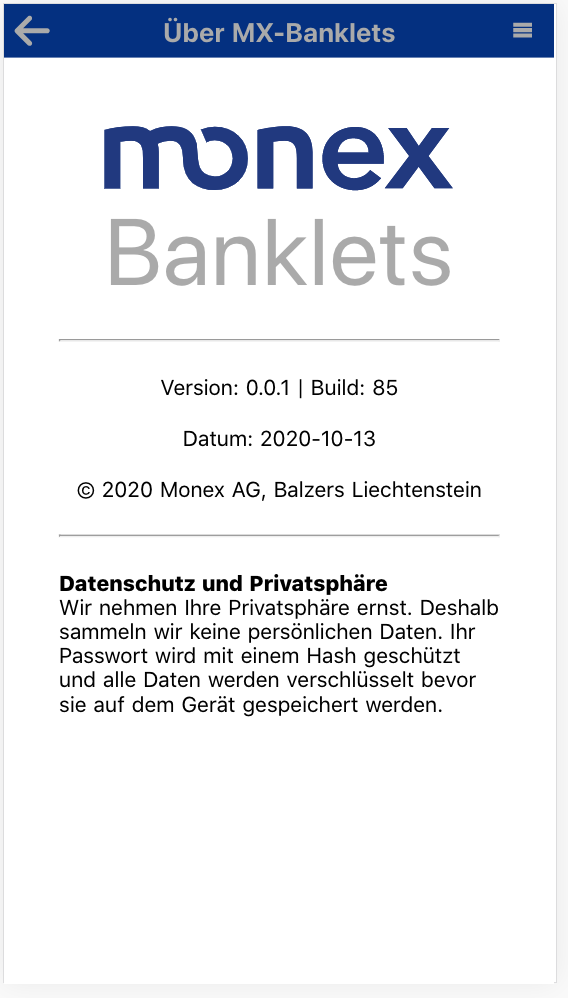 Über MX-Banklets
monex
Banklets
Version: 0.0.1 | Build: 85
Datum: 2020-10-13
© 2020 Monex AG, Balzers Liechtenstein
Datenschutz und Privatsphäre
Wir nehmen Ihre Privatsphäre ernst. Deshalb
sammeln wir keine persönlichen Daten. Ihr
Passwort wird mit einem Hash geschützt
und alle Daten werden verschlüsselt bevor
sie auf dem Gerät gespeichert werden.